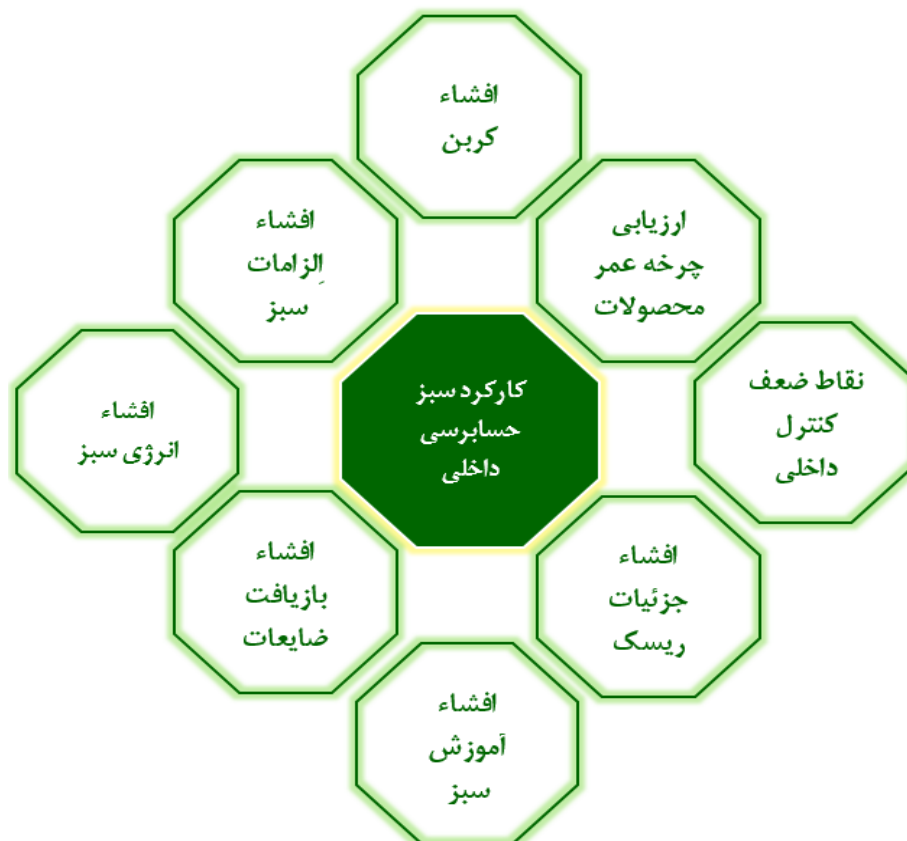 افشاء
کربن
ارزیابی
چرخه عمر
محصولات
افشاء
اِلزامات
سبز
نقاط ضعف
کنترل
داخلی
کارکرد سبز
حسابرسی
داخلی
افشاء
انرژی سبز
افشاء
جزئیات
ریسک
افشاء
بازیافت
ضایعات
افشاء
آموزش
سبز